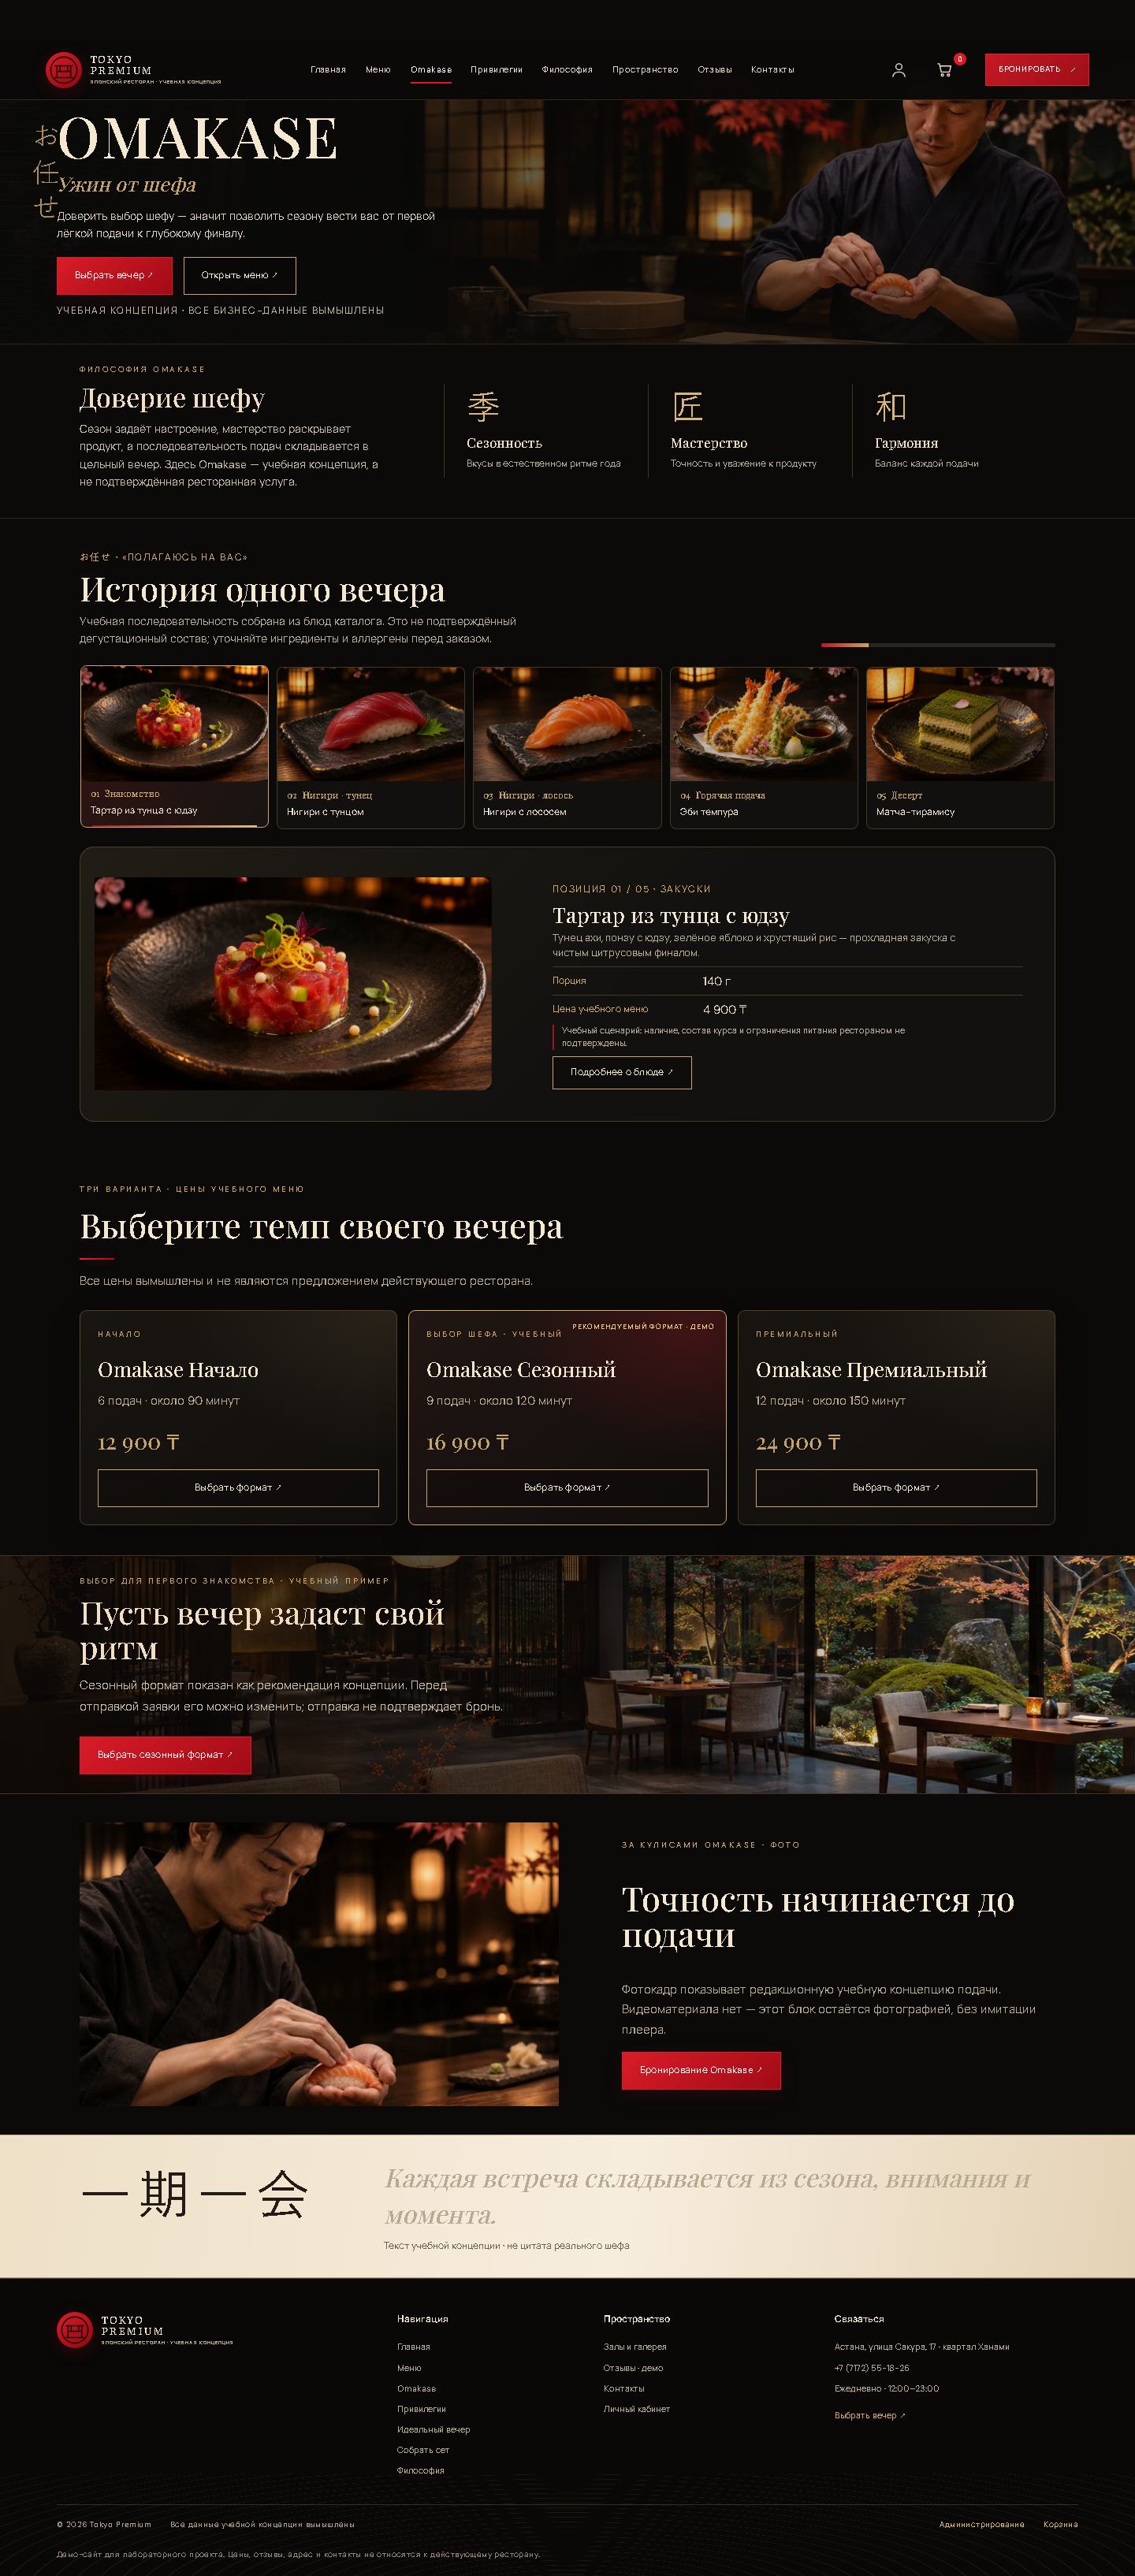 TOKYO
PREMIUM
ЯПОНСКИЙ РЕСТОРАН · УЧЕБНАЯ КОНЦЕПЦИЯ
Главная
Меню
Omakase
Привилегии
Философия
Пространство
Отзывы
Контакты
0
БРОНИРОВАТЬ ↗
お任せ
OMAKASE
Ужин от шефа
Доверить выбор шефу — значит позволить сезону вести вас от первой
лёгкой подачи к глубокому финалу.
Выбрать вечер ↗
Открыть меню ↗
УЧЕБНАЯ КОНЦЕПЦИЯ · ВСЕ БИЗНЕС-ДАННЫЕ ВЫМЫШЛЕНЫ
ФИЛОСОФИЯ OMAKASE
Доверие шефу
Сезон задаёт настроение, мастерство раскрывает
продукт, а последовательность подач складывается в
цельный вечер. Здесь Omakase — учебная концепция, а
не подтверждённая ресторанная услуга.
季
Сезонность
Вкусы в естественном ритме года
匠
Мастерство
Точность и уважение к продукту
和
Гармония
Баланс каждой подачи
お任せ · «ПОЛАГАЮСЬ НА ВАС»
История одного вечера
Учебная последовательность собрана из блюд каталога. Это не подтверждённый
дегустационный состав; уточняйте ингредиенты и аллергены перед заказом.
01 Знакомство
Тартар из тунца с юдзу
02 Нигири · тунец
Нигири с тунцом
03 Нигири · лосось
Нигири с лососем
04 Горячая подача
Эби темпура
05 Десерт
Матча-тирамису
ПОЗИЦИЯ 01 / 05 · ЗАКУСКИ
Тартар из тунца с юдзу
Тунец ахи, понзу с юдзу, зелёное яблоко и хрустящий рис — прохладная закуска с
чистым цитрусовым финалом.
Порция 140 г
Цена учебного меню 4 900 ₸
Учебный сценарий: наличие, состав курса и ограничения питания рестораном не
подтверждены.
Подробнее о блюде ↗
ТРИ ВАРИАНТА · ЦЕНЫ УЧЕБНОГО МЕНЮ
Выберите темп своего вечера
Все цены вымышлены и не являются предложением действующего ресторана.
НАЧАЛО
Omakase Начало
6 подач · около 90 минут
12 900 ₸
Выбрать формат ↗
РЕКОМЕНДУЕМЫЙ ФОРМАТ · ДЕМО
ВЫБОР ШЕФА · УЧЕБНЫЙ
Omakase Сезонный
9 подач · около 120 минут
16 900 ₸
Выбрать формат ↗
ПРЕМИАЛЬНЫЙ
Omakase Премиальный
12 подач · около 150 минут
24 900 ₸
Выбрать формат ↗
ВЫБОР ДЛЯ ПЕРВОГО ЗНАКОМСТВА · УЧЕБНЫЙ ПРИМЕР
Пусть вечер задаст свой
ритм
Сезонный формат показан как рекомендация концепции. Перед
отправкой заявки его можно изменить; отправка не подтверждает бронь.
Выбрать сезонный формат ↗
ЗА КУЛИСАМИ OMAKASE · ФОТО
Точность начинается до
подачи
Фотокадр показывает редакционную учебную концепцию подачи.
Видеоматериала нет — этот блок остаётся фотографией, без имитации
плеера.
Бронирование Omakase ↗
一期一会
Каждая встреча складывается из сезона, внимания и
момента.
Текст учебной концепции · не цитата реального шефа
TOKYO
PREMIUM
ЯПОНСКИЙ РЕСТОРАН · УЧЕБНАЯ КОНЦЕПЦИЯ
Навигация
Главная
Меню
Omakase
Привилегии
Идеальный вечер
Собрать сет
Философия
Пространство
Залы и галерея
Отзывы · демо
Контакты
Личный кабинет
Связаться
Астана, улица Сакура, 17 · квартал Ханами
+7 (7172) 55-18-26
Ежедневно · 12:00–23:00
Выбрать вечер ↗
© 2026 Tokyo Premium
Все данные учебной концепции вымышлены
Администрирование
Корзина
Демо-сайт для лабораторного проекта. Цены, отзывы, адрес и контакты не относятся к действующему ресторану.